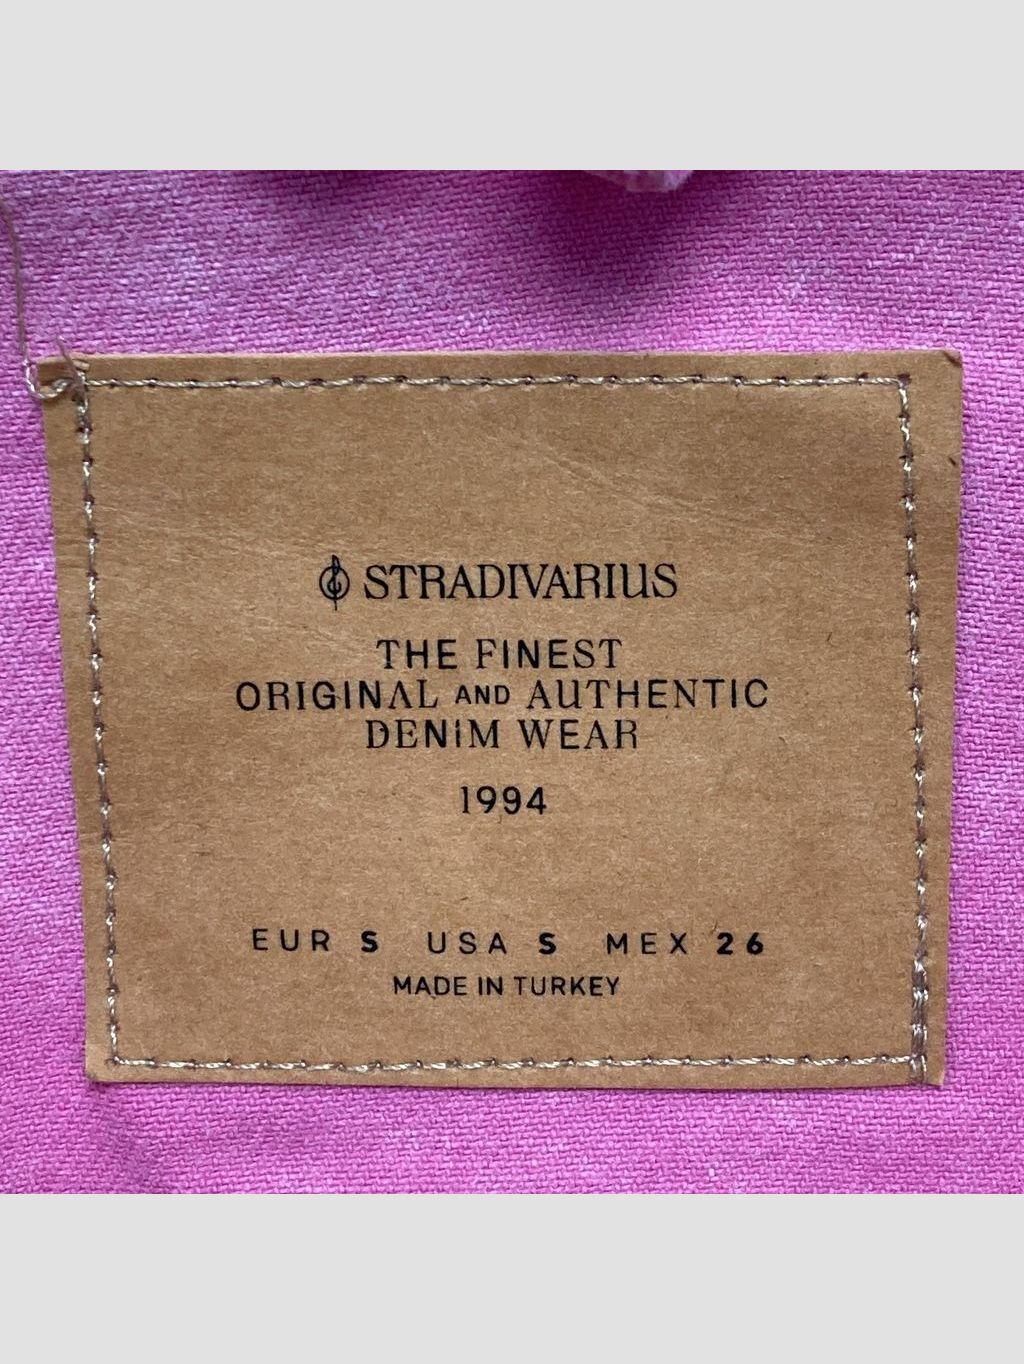 STRADIVARIUS
THE FINEST
ORIGINAL AND AUTHENTIC
DENIM WEAR
1994
EUR S USA S MEX 26
MADE IN TURKEY